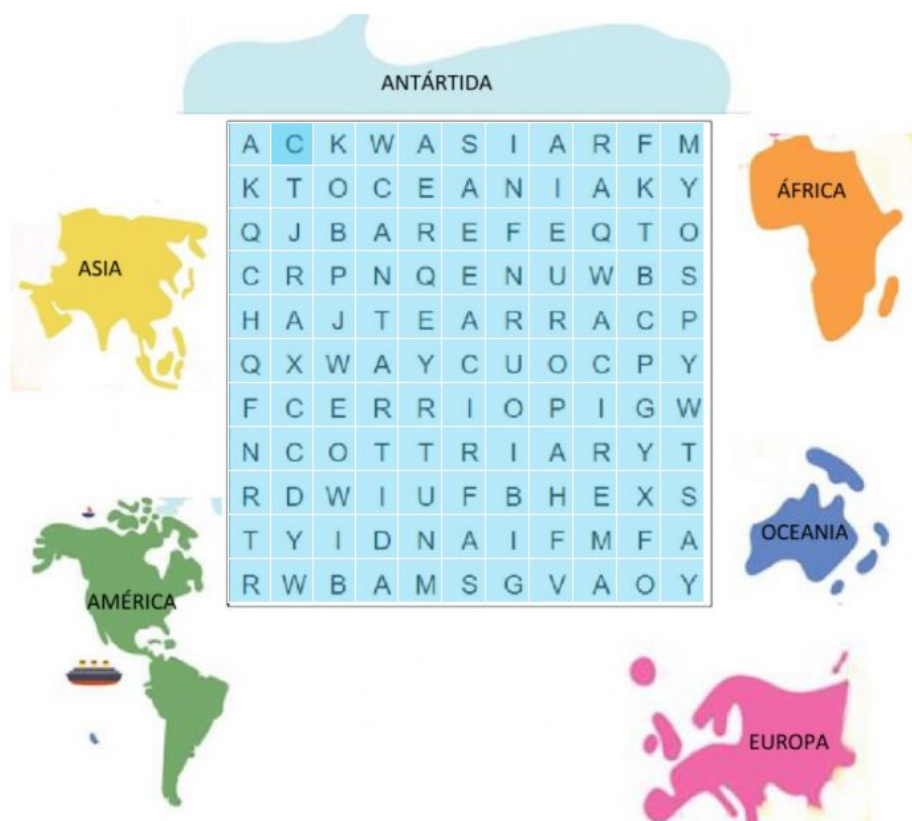 ANTÁRTIDA
A C K W A S I A R F M
K T O C E A N I A K Y
ÁFRICA
Q J B A R E F E Q T O
ASIA
C R P N Q E N U W B S
H A J T E A R R A C P
Q X W A Y C U O C P Y
F C E R R I O P I G W
N C O T T R I A R Y T
R D W I U F B H E X S
OCEANIA
T Y I D N A I F M F A
R W B A M S G V A O Y
AMÉRICA
EUROPA